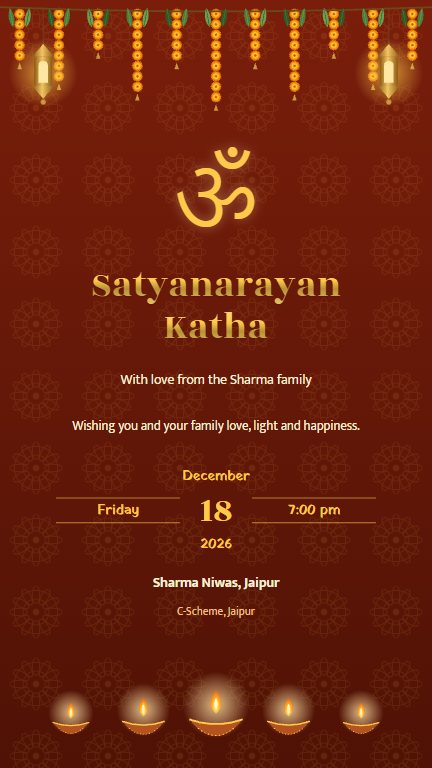 ॐ
Satyanarayan
Katha
With love from the Sharma family
Wishing you and your family love, light and happiness.
December
Friday 18 7:00 pm
2026
Sharma Niwas, Jaipur
C-Scheme, Jaipur